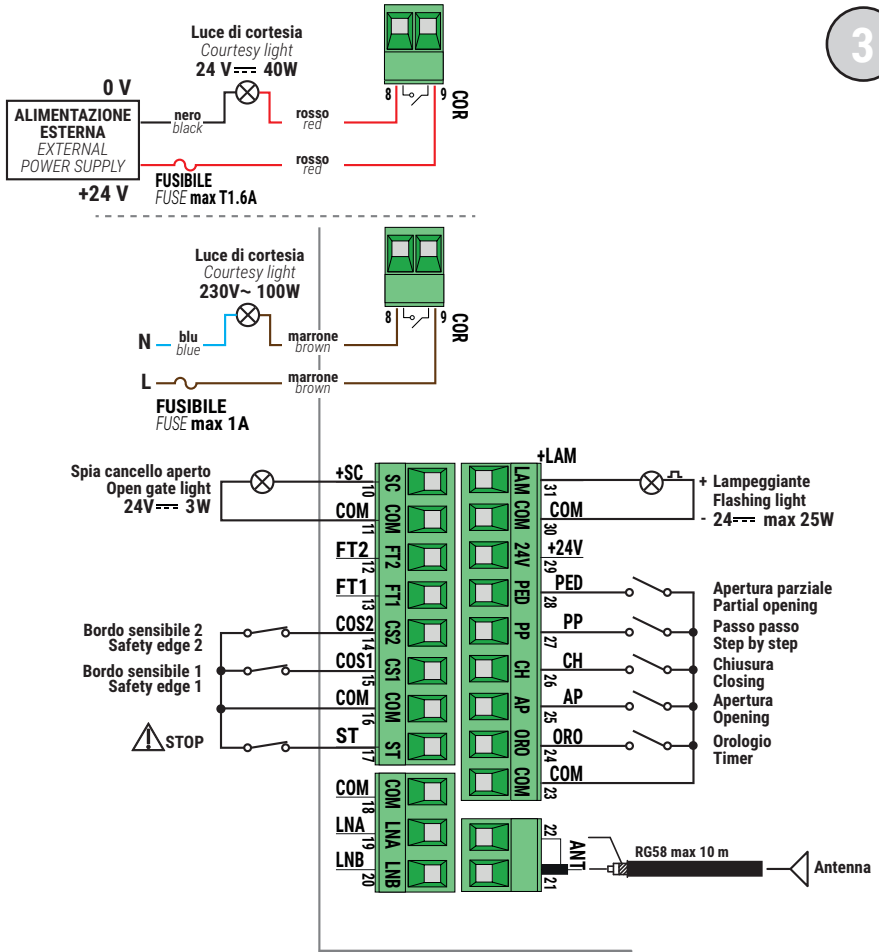 3
Luce di cortesia
Courtesy light
24 V⎓ 40W
0 V
ALIMENTAZIONE
ESTERNA
EXTERNAL
POWER SUPPLY
+24 V
nero
black
rosso
red
rosso
red
FUSIBILE
FUSE max T1.6A
8
9
COR
Luce di cortesia
Courtesy light
230V~ 100W
N
blu
blue
marrone
brown
L
marrone
brown
FUSIBILE
FUSE max 1A
8
9
COR
Spia cancello aperto
Open gate light
24V⎓ 3W
+SC
10
SC
COM
11
COM
FT2
12
FT2
FT1
13
FT1
Bordo sensibile 2
Safety edge 2
COS2
14
CS2
Bordo sensibile 1
Safety edge 1
COS1
15
CS1
COM
16
COM
STOP
ST
17
ST
COM
18
COM
LNA
19
LNA
LNB
20
LNB
+LAM
LAM
31
+ Lampeggiante
Flashing light
- 24⎓ max 25W
COM
COM
30
24V
+24V
29
PED
PED
28
Apertura parziale
Partial opening
PP
PP
27
Passo passo
Step by step
CH
CH
26
Chiusura
Closing
AP
AP
25
Apertura
Opening
ORO
ORO
24
Orologio
Timer
COM
COM
23
22
21
ANT
RG58 max 10 m
Antenna